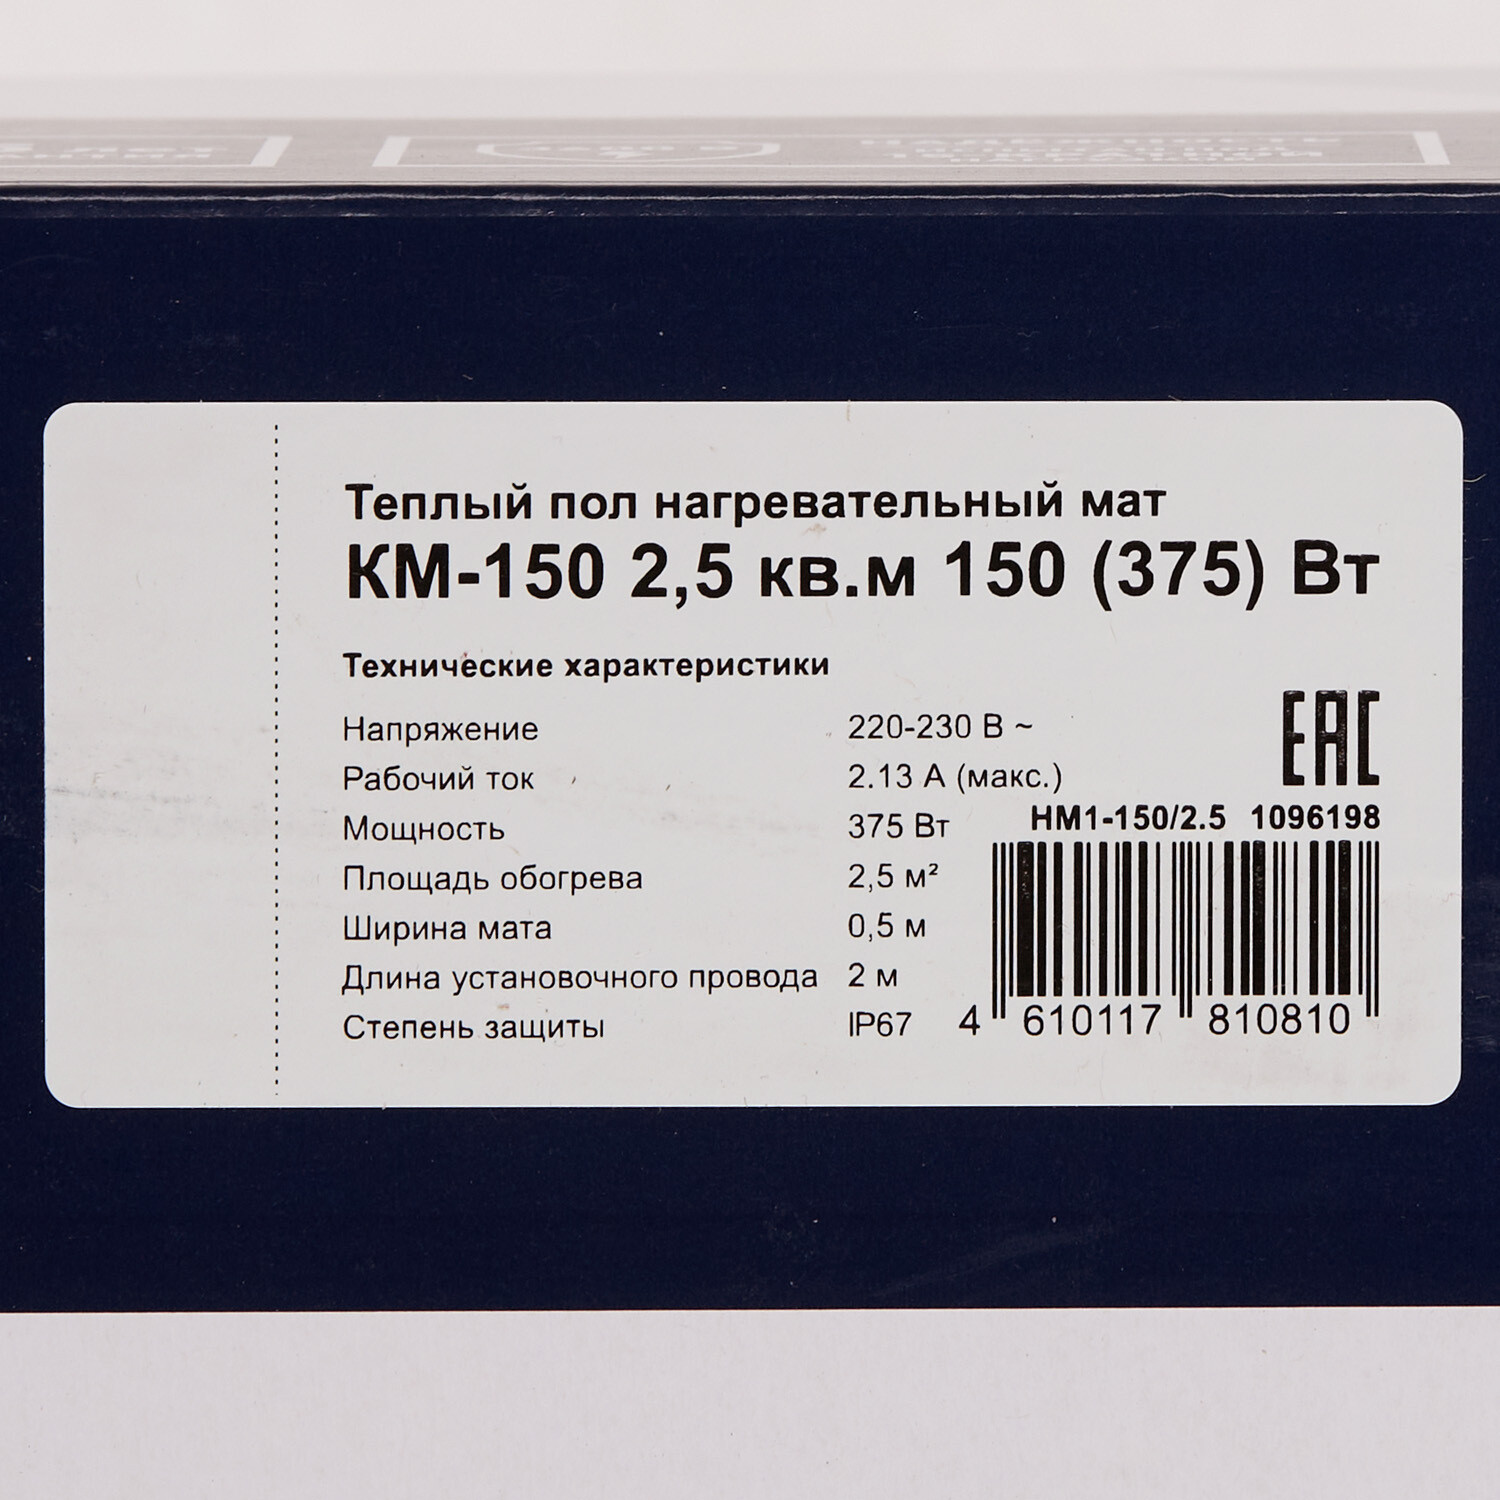 Теплый пол нагревательный мат
КМ-150 2,5 кв.м 150 (375) Вт
Технические характеристики
Напряжение 220-230 В ~
Рабочий ток 2.13 А (макс.)
Мощность 375 Вт
Площадь обогрева 2,5 м²
Ширина мата 0,5 м
Длина установочного провода 2 м
Степень защиты IP67
EAC
НМ1-150/2.5 1096198
4 610117 810810